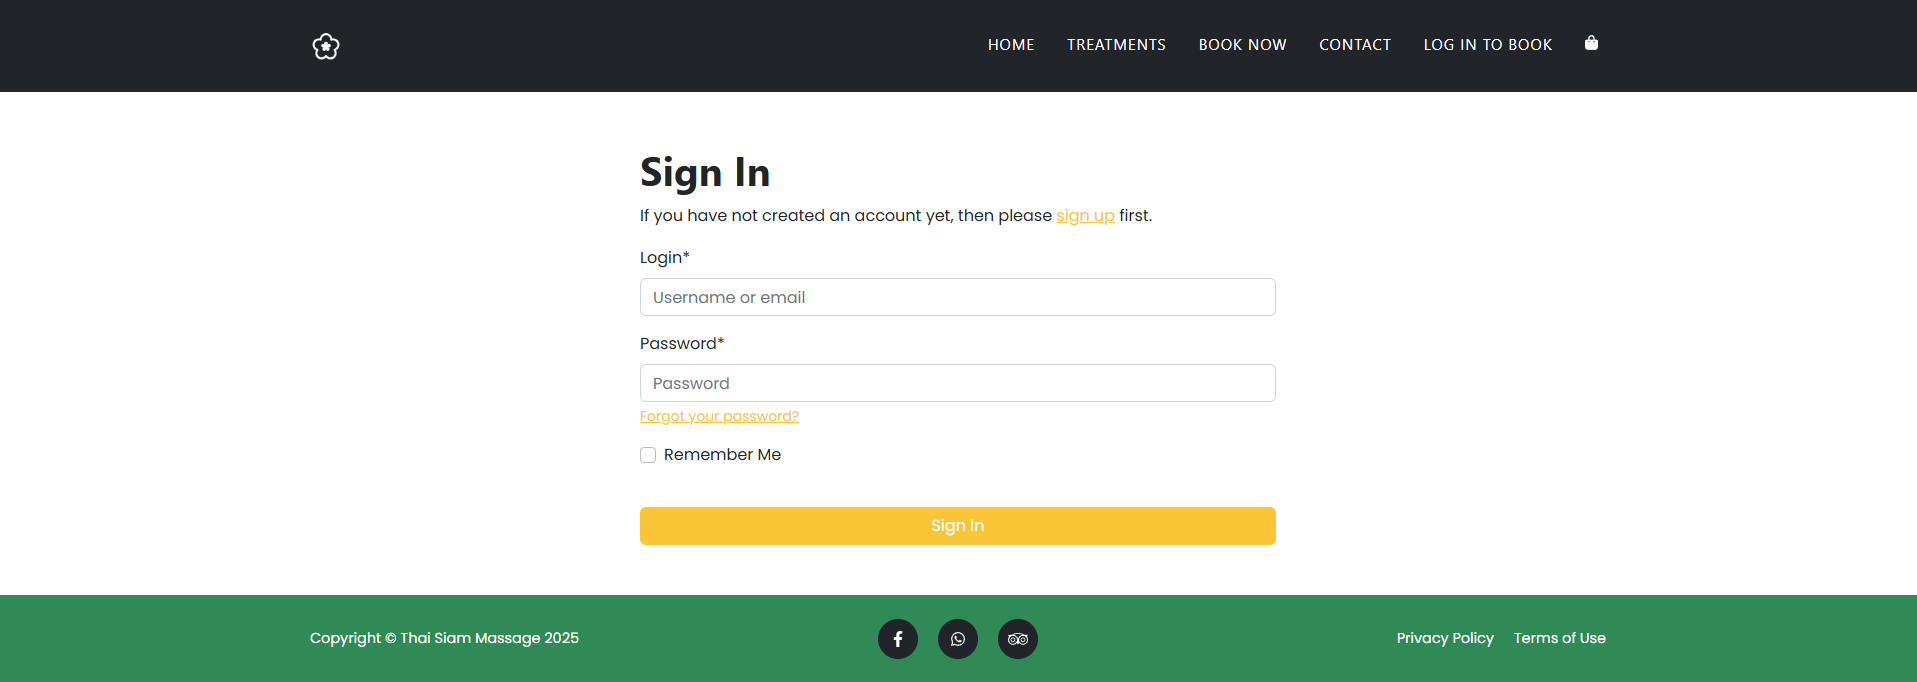 HOME TREATMENTS BOOK NOW CONTACT LOG IN TO BOOK
Sign In
If you have not created an account yet, then please sign up first.
Login*
Username or email
Password*
Password
Forgot your password?
Remember Me
Sign In
Copyright © Thai Siam Massage 2025
Privacy Policy Terms of Use